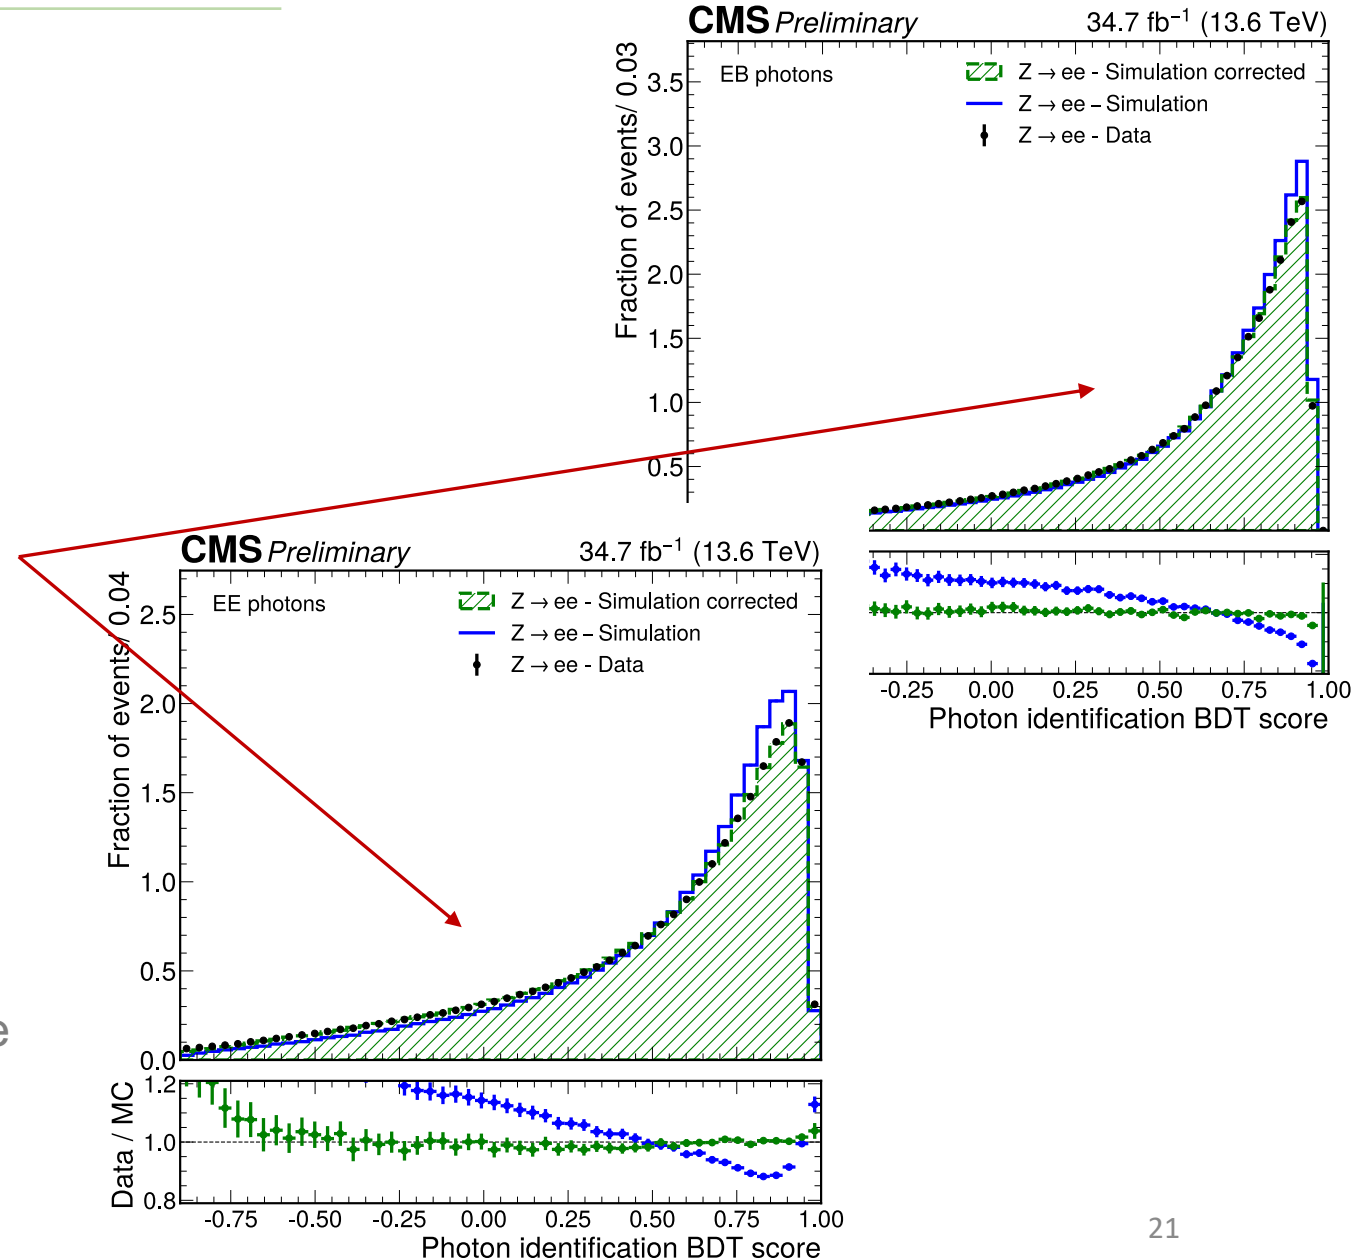 CMS Preliminary 34.7 fb⁻¹ (13.6 TeV)
EB photons
Z → ee - Simulation corrected
Z → ee – Simulation
Z → ee - Data
Fraction of events/ 0.03
3.5
3.0
2.5
2.0
1.5
1.0
0.5
-0.25 0.00 0.25 0.50 0.75 1.00
Photon identification BDT score
CMS Preliminary 34.7 fb⁻¹ (13.6 TeV)
EE photons
Z → ee - Simulation corrected
Z → ee – Simulation
Z → ee - Data
Fraction of events/ 0.04
2.5
2.0
1.5
1.0
0.5
0.0
e
Data / MC
1.2
1.0
0.8
-0.75 -0.50 -0.25 0.00 0.25 0.50 0.75 1.00
Photon identification BDT score
21